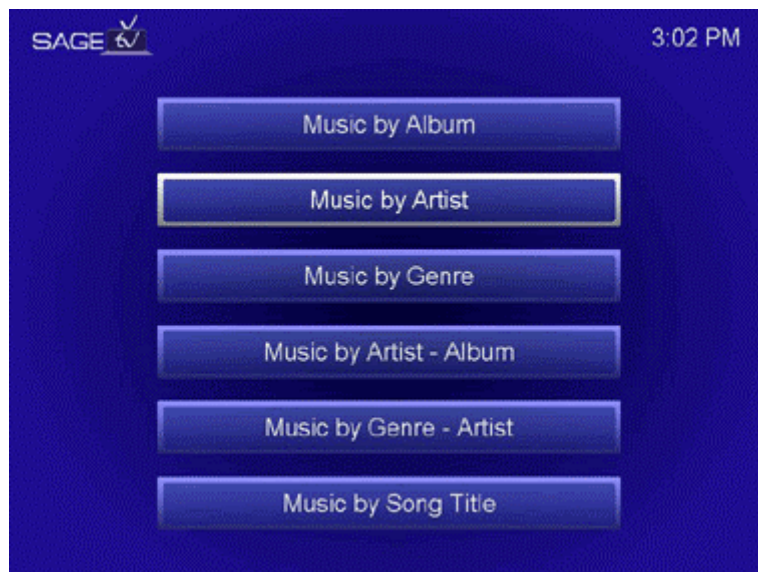 SAGE tv
3:02 PM
Music by Album
Music by Artist
Music by Genre
Music by Artist - Album
Music by Genre - Artist
Music by Song Title